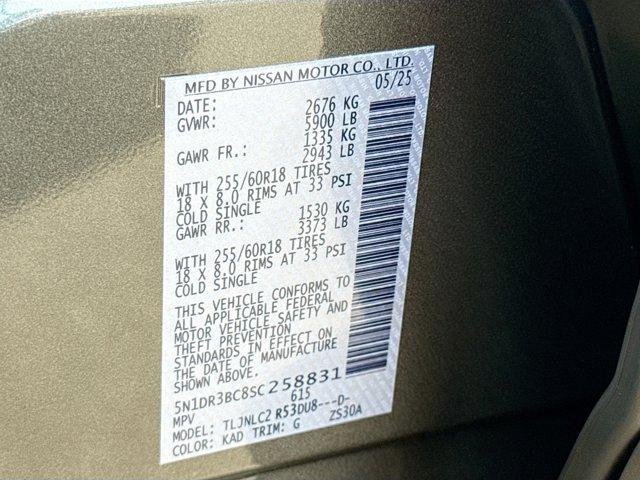 MFD BY NISSAN MOTOR CO., LTD.
DATE: 05/25
GVWR: 2676 KG
5900 LB
GAWR FR.: 1335 KG
2943 LB
WITH 255/60R18 TIRES
18 X 8.0 RIMS AT 33 PSI
COLD SINGLE
GAWR RR.: 1530 KG
3373 LB
WITH 255/60R18 TIRES
18 X 8.0 RIMS AT 33 PSI
COLD SINGLE
THIS VEHICLE CONFORMS TO
ALL APPLICABLE FEDERAL
MOTOR VEHICLE SAFETY AND
THEFT PREVENTION
STANDARDS IN EFFECT ON
THE DATE OF MANUFACTURE
SHOWN ABOVE.
5N1DR3BC8SC258831
MPV 615
MODEL: TLJNLC2 R53DU8---D-
COLOR: KAD TRIM: G ZS30A